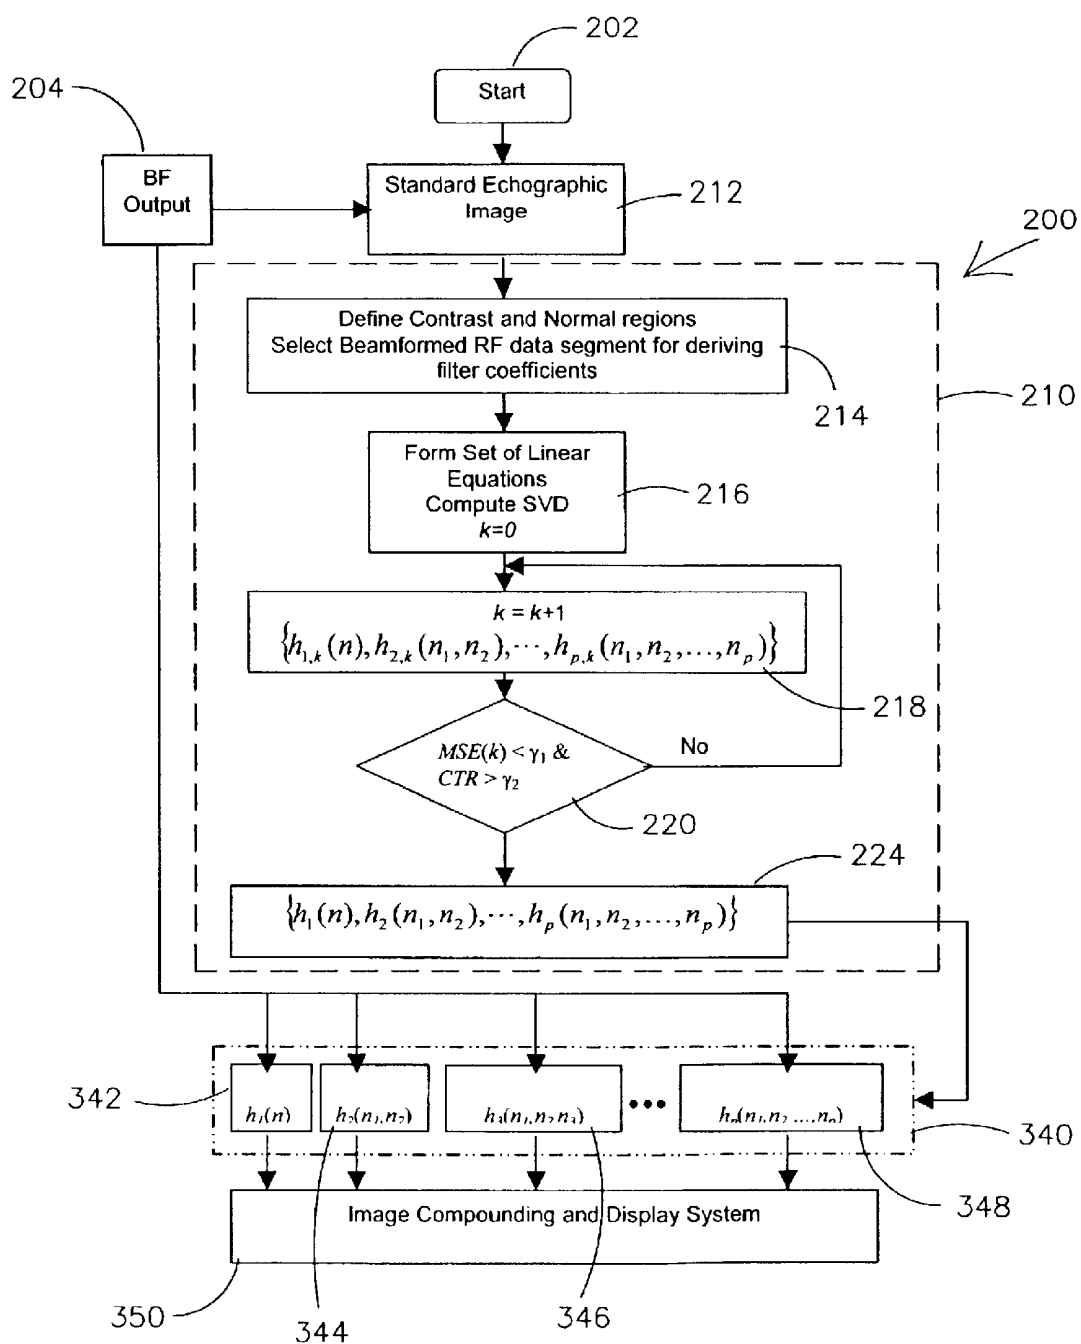 202
Start
204
BF
Output
Standard Echographic
Image
212
200
Define Contrast and Normal regions
Select Beamformed RF data segment for deriving
filter coefficients
214
210
Form Set of Linear
Equations
Compute SVD
k=0
216
k = k+1
{h₁,ₖ(n), h₂,ₖ(n₁,n₂), ⋯, hₚ,ₖ(n₁,n₂,…,nₚ)}
218
MSE(k) < γ₁ &
CTR > γ₂
No
220
224
{h₁(n), h₂(n₁,n₂), ⋯, hₚ(n₁,n₂,…,nₚ)}
342
h₁(n)
h₂(n₁,n₂)
h₃(n₁,n₂,n₃)
•••
hₚ(n₁,n₂,…,nₚ)
340
348
Image Compounding and Display System
350
344
346